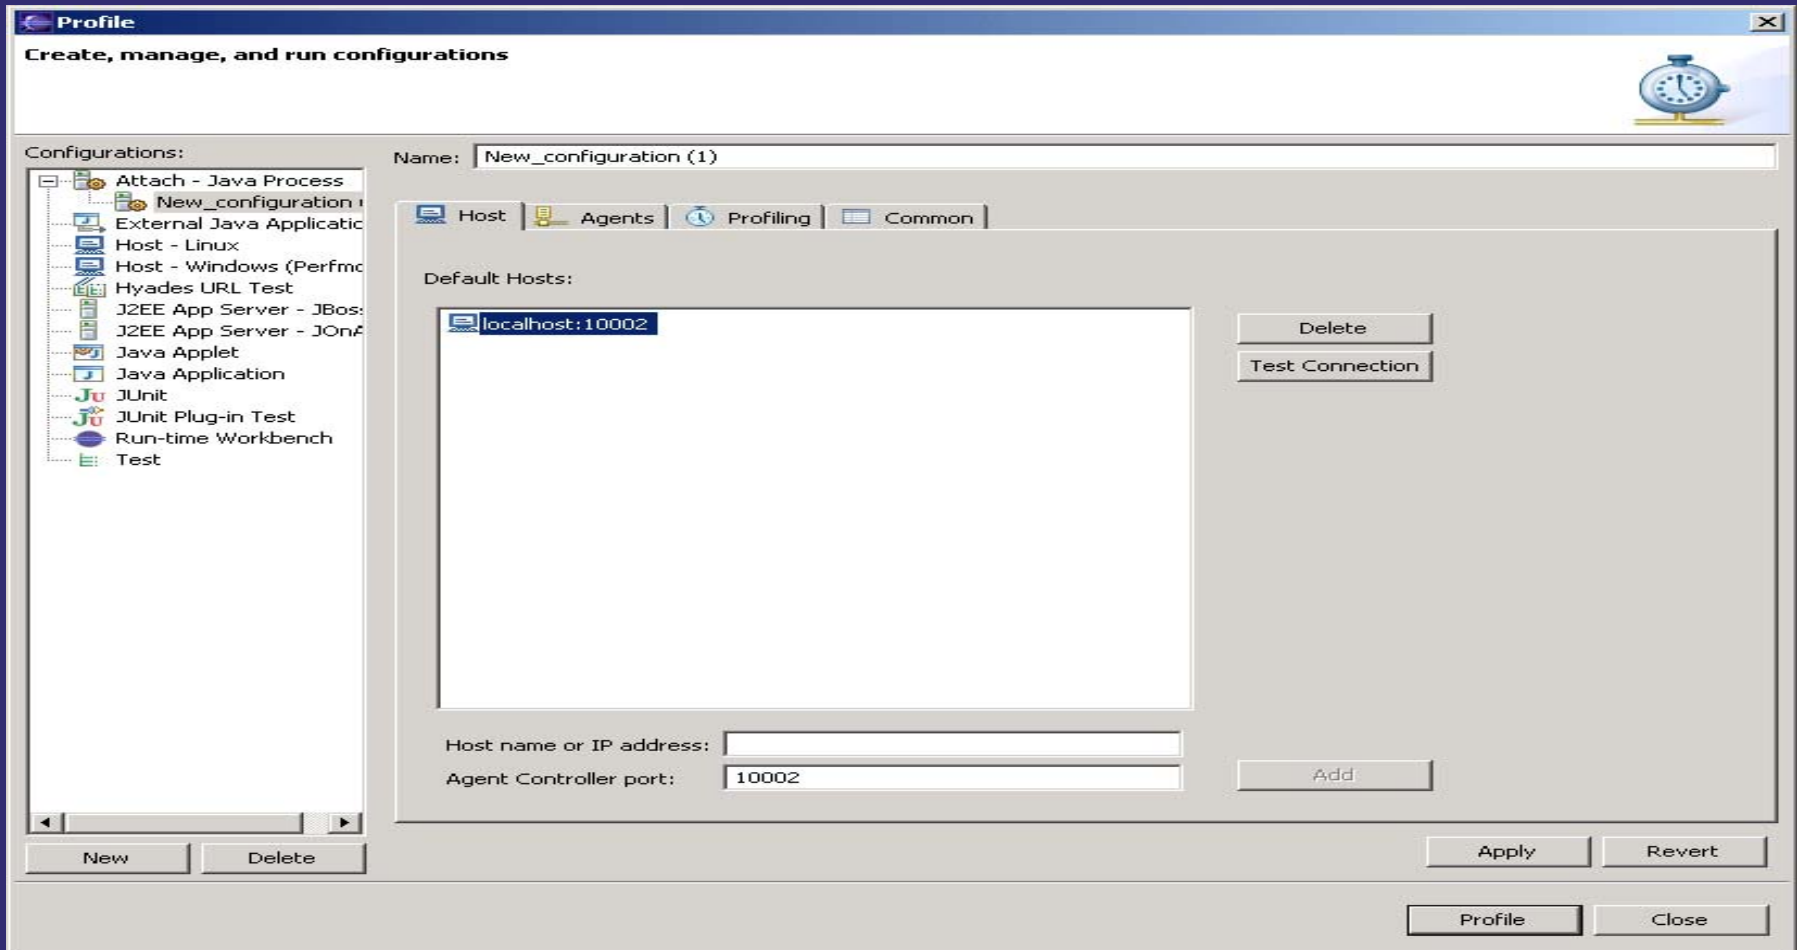 Profile
Create, manage, and run configurations
Configurations:
Attach - Java Process
New_configuration
External Java Applicatic
Host - Linux
Host - Windows (Perfmo
Hyades URL Test
J2EE App Server - JBos
J2EE App Server - JOnA
Java Applet
Java Application
JUnit
JUnit Plug-in Test
Run-time Workbench
Test
New
Delete
Name:
New_configuration (1)
Host
Agents
Profiling
Common
Default Hosts:
localhost:10002
Delete
Test Connection
Host name or IP address:
Agent Controller port:
10002
Add
Apply
Revert
Profile
Close